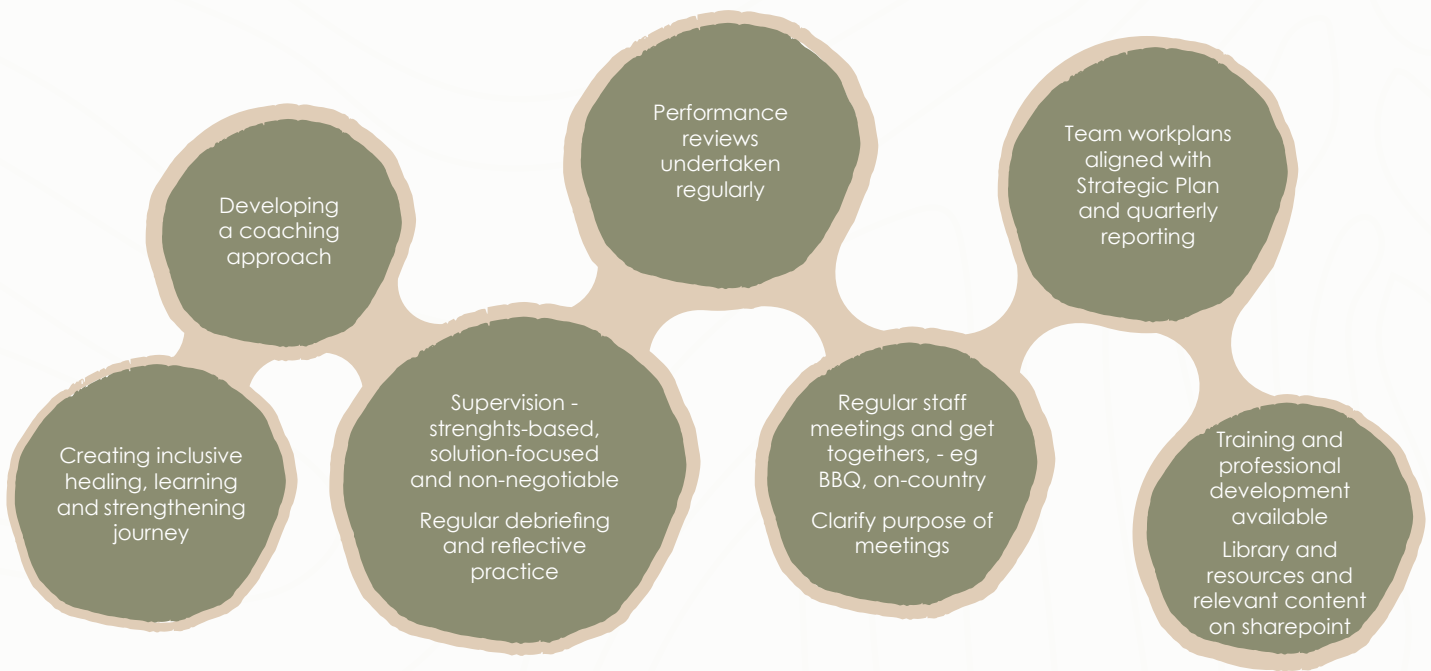 Creating inclusive
healing, learning
and strengthening
journey
Developing
a coaching
approach
Supervision -
strenghts-based,
solution-focused
and non-negotiable
Regular debriefing
and reflective
practice
Performance
reviews
undertaken
regularly
Regular staff
meetings and get
togethers, - eg
BBQ, on-country
Clarify purpose of
meetings
Team workplans
aligned with
Strategic Plan
and quarterly
reporting
Training and
professional
development
available
Library and
resources and
relevant content
on sharepoint